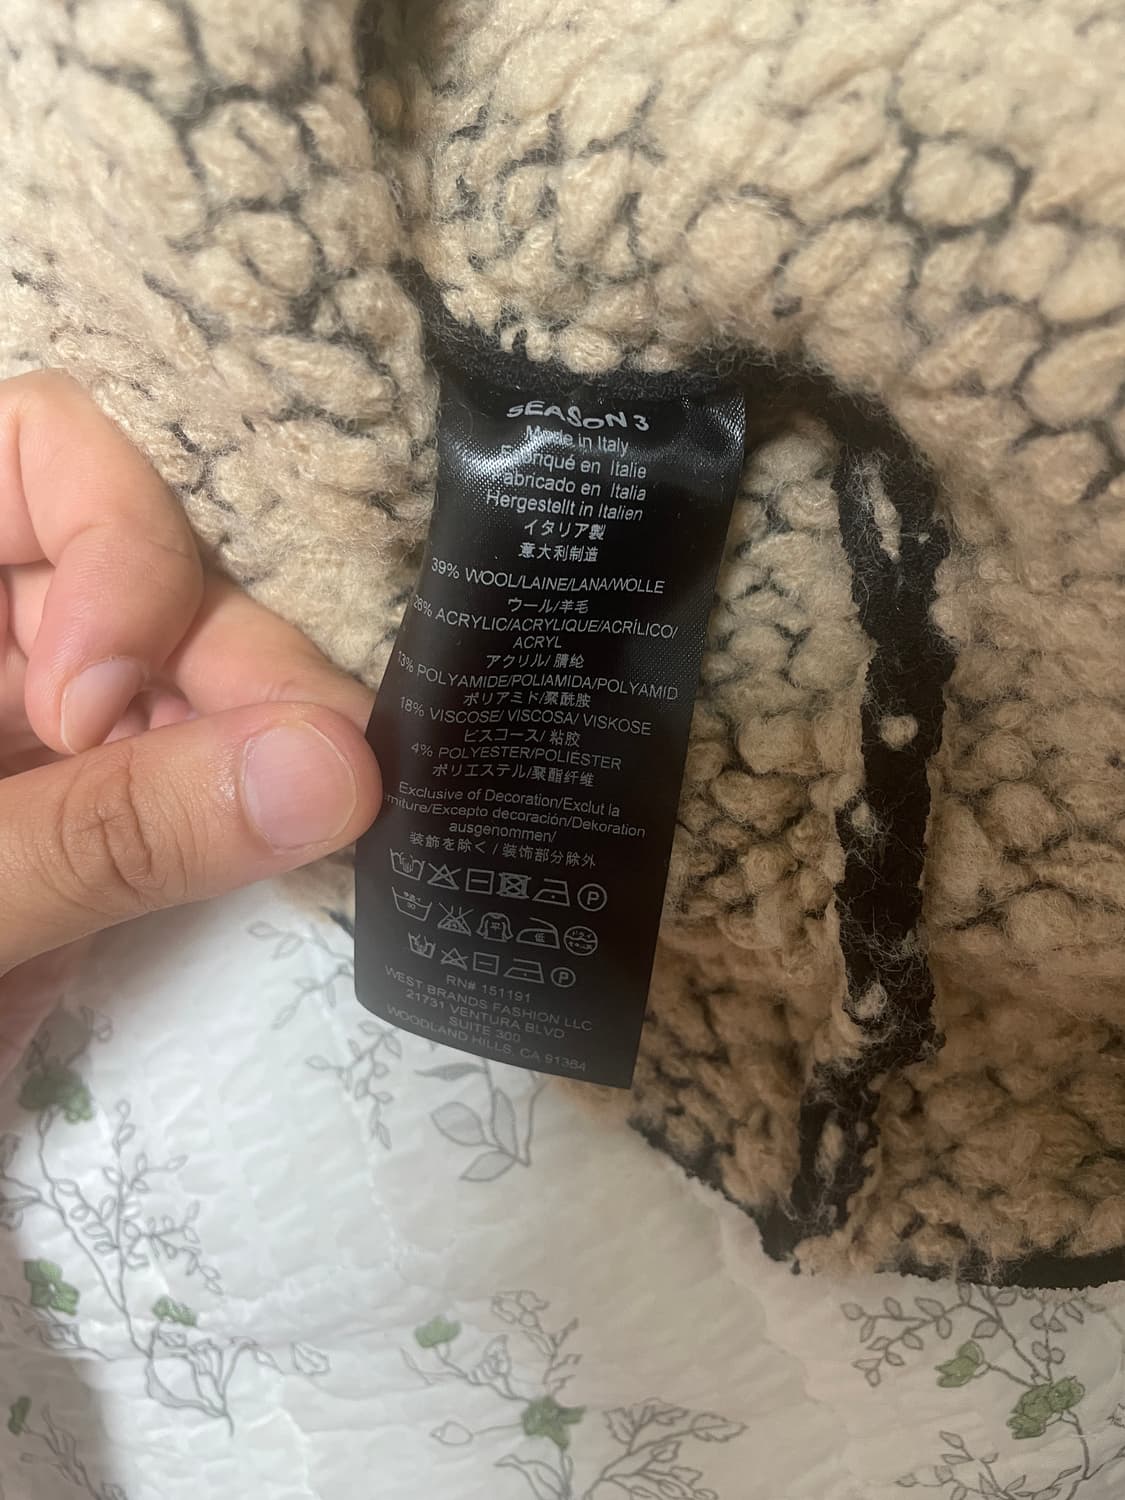 SEASON 3
Made in Italy
Fabriqué en Italie
Fabricado en Italia
Hergestellt in Italien
イタリア製
意大利制造
39% WOOL/LAINE/LANA/WOLLE
ウール/羊毛
ACRYLIC/ACRYLIQUE/ACRÍLICO/
ACRYL
アクリル/ 腈纶
13% POLYAMIDE/POLIAMIDA/POLYAMID
ポリアミド/聚酰胺
18% VISCOSE/ VISCOSA/ VISKOSE
ビスコース/ 粘胶
4% POLYESTER/POLIÉSTER
ポリエステル/聚酯纤维
Exclusive of Decoration/Exclut la
decoración/Dekoration
ausgenommen/
装飾を除く / 装饰部分除外
P
平 低
P
RN# 151191
WEST BRANDS FASHION LLC
21731 VENTURA BLVD
SUITE 300
WOODLAND HILLS, CA 91364